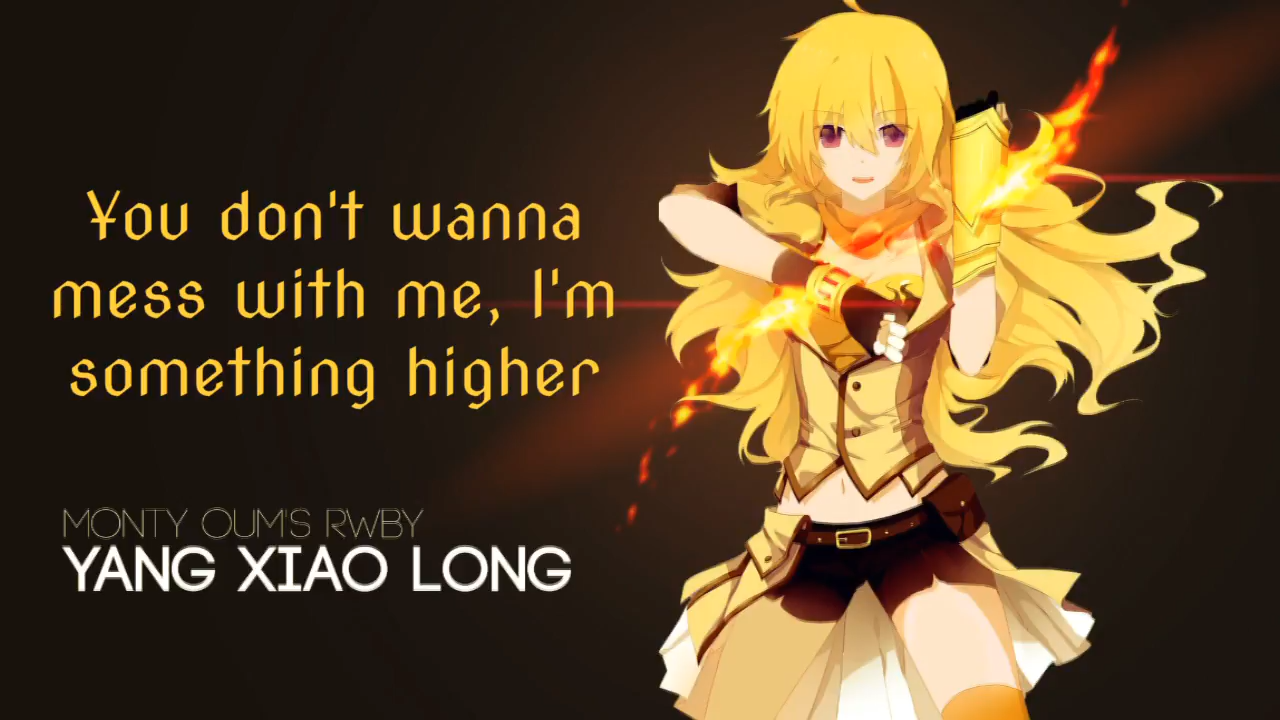 You don't wanna
mess with me, I'm
something higher
MONTY OUM'S RWBY
YANG XIAO LONG